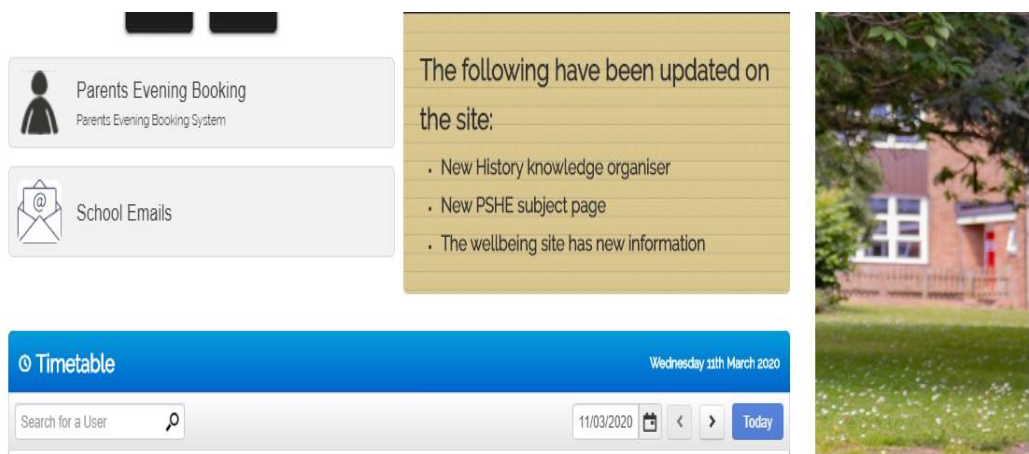 Parents Evening Booking
Parents Evening Booking System
School Emails
The following have been updated on
the site:
New History knowledge organiser
New PSHE subject page
The wellbeing site has new information
Timetable
Wednesday 11th March 2020
Search for a User
11/03/2020
Today